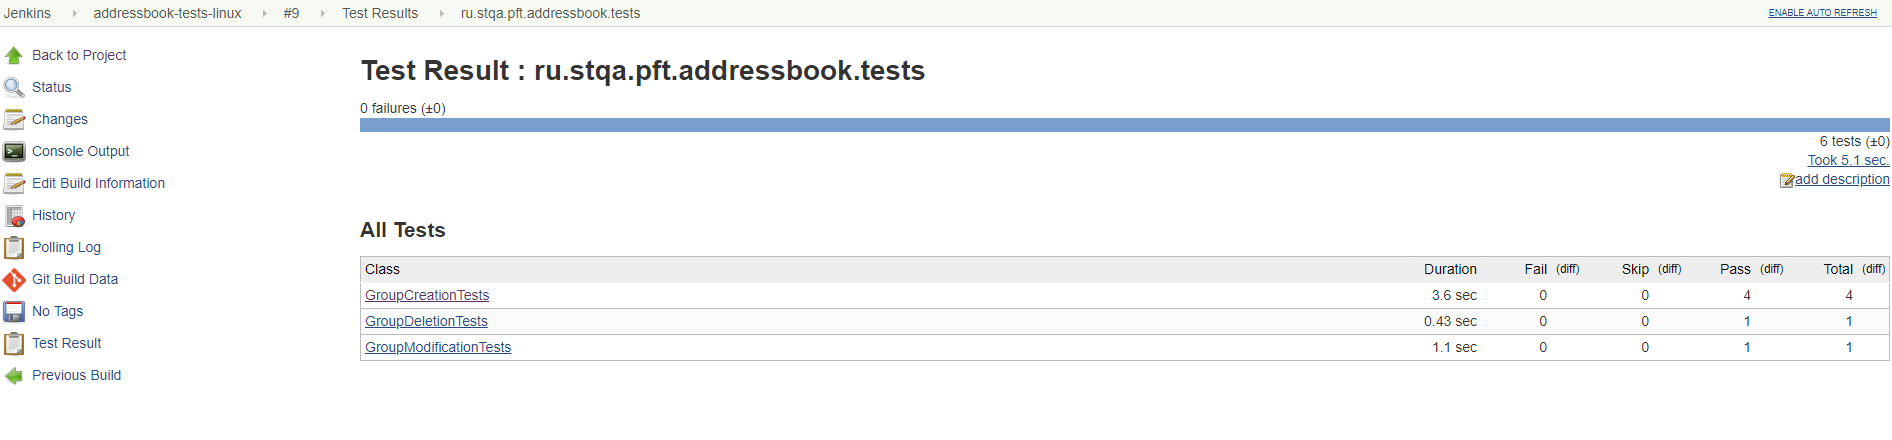 Jenkins addressbook-tests-linux #9 Test Results ru.stqa.pft.addressbook.tests ENABLE AUTO REFRESH
Back to Project
Status
Changes
Console Output
Edit Build Information
History
Polling Log
Git Build Data
No Tags
Test Result
Previous Build
Test Result : ru.stqa.pft.addressbook.tests
0 failures (±0)
6 tests (±0)
Took 5.1 sec.
add description
All Tests
Class Duration Fail (diff) Skip (diff) Pass (diff) Total (diff)
GroupCreationTests 3.6 sec 0 0 4 4
GroupDeletionTests 0.43 sec 0 0 1 1
GroupModificationTests 1.1 sec 0 0 1 1